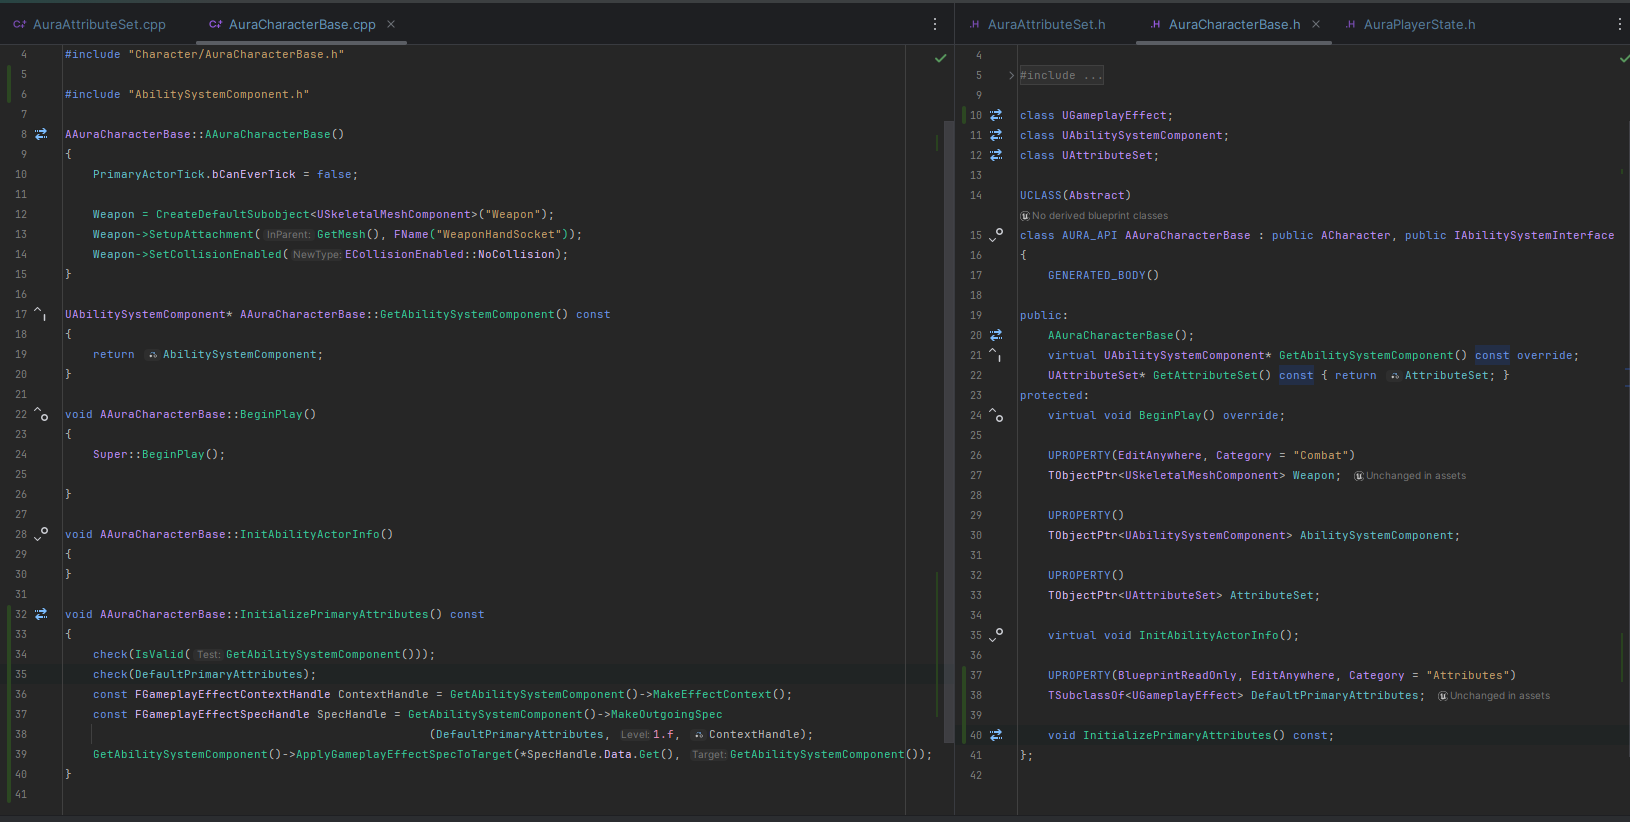 AuraAttributeSet.cpp
AuraCharacterBase.cpp
4 #include "Character/AuraCharacterBase.h"
5
6 #include "AbilitySystemComponent.h"
7
8 AAuraCharacterBase::AAuraCharacterBase()
9 {
10 PrimaryActorTick.bCanEverTick = false;
11
12 Weapon = CreateDefaultSubobject<USkeletalMeshComponent>("Weapon");
13 Weapon->SetupAttachment( InParent: GetMesh(), FName("WeaponHandSocket"));
14 Weapon->SetCollisionEnabled( NewType: ECollisionEnabled::NoCollision);
15 }
16
17 UAbilitySystemComponent* AAuraCharacterBase::GetAbilitySystemComponent() const
18 {
19 return AbilitySystemComponent;
20 }
21
22 void AAuraCharacterBase::BeginPlay()
23 {
24 Super::BeginPlay();
25
26 }
27
28 void AAuraCharacterBase::InitAbilityActorInfo()
29 {
30 }
31
32 void AAuraCharacterBase::InitializePrimaryAttributes() const
33 {
34 check(IsValid( Test: GetAbilitySystemComponent()));
35 check(DefaultPrimaryAttributes);
36 const FGameplayEffectContextHandle ContextHandle = GetAbilitySystemComponent()->MakeEffectContext();
37 const FGameplayEffectSpecHandle SpecHandle = GetAbilitySystemComponent()->MakeOutgoingSpec
38 (DefaultPrimaryAttributes, Level: 1.f, ContextHandle);
39 GetAbilitySystemComponent()->ApplyGameplayEffectSpecToTarget(*SpecHandle.Data.Get(), Target: GetAbilitySystemComponent());
40 }
41
AuraAttributeSet.h
AuraCharacterBase.h
AuraPlayerState.h
4
5 #include ...
9
10 class UGameplayEffect;
11 class UAbilitySystemComponent;
12 class UAttributeSet;
13
14 UCLASS(Abstract)
No derived blueprint classes
15 class AURA_API AAuraCharacterBase : public ACharacter, public IAbilitySystemInterface
16 {
17 GENERATED_BODY()
18
19 public:
20 AAuraCharacterBase();
21 virtual UAbilitySystemComponent* GetAbilitySystemComponent() const override;
22 UAttributeSet* GetAttributeSet() const { return AttributeSet; }
23 protected:
24 virtual void BeginPlay() override;
25
26 UPROPERTY(EditAnywhere, Category = "Combat")
27 TObjectPtr<USkeletalMeshComponent> Weapon; Unchanged in assets
28
29 UPROPERTY()
30 TObjectPtr<UAbilitySystemComponent> AbilitySystemComponent;
31
32 UPROPERTY()
33 TObjectPtr<UAttributeSet> AttributeSet;
34
35 virtual void InitAbilityActorInfo();
36
37 UPROPERTY(BlueprintReadOnly, EditAnywhere, Category = "Attributes")
38 TSubclassOf<UGameplayEffect> DefaultPrimaryAttributes; Unchanged in assets
39
40 void InitializePrimaryAttributes() const;
41 };
42